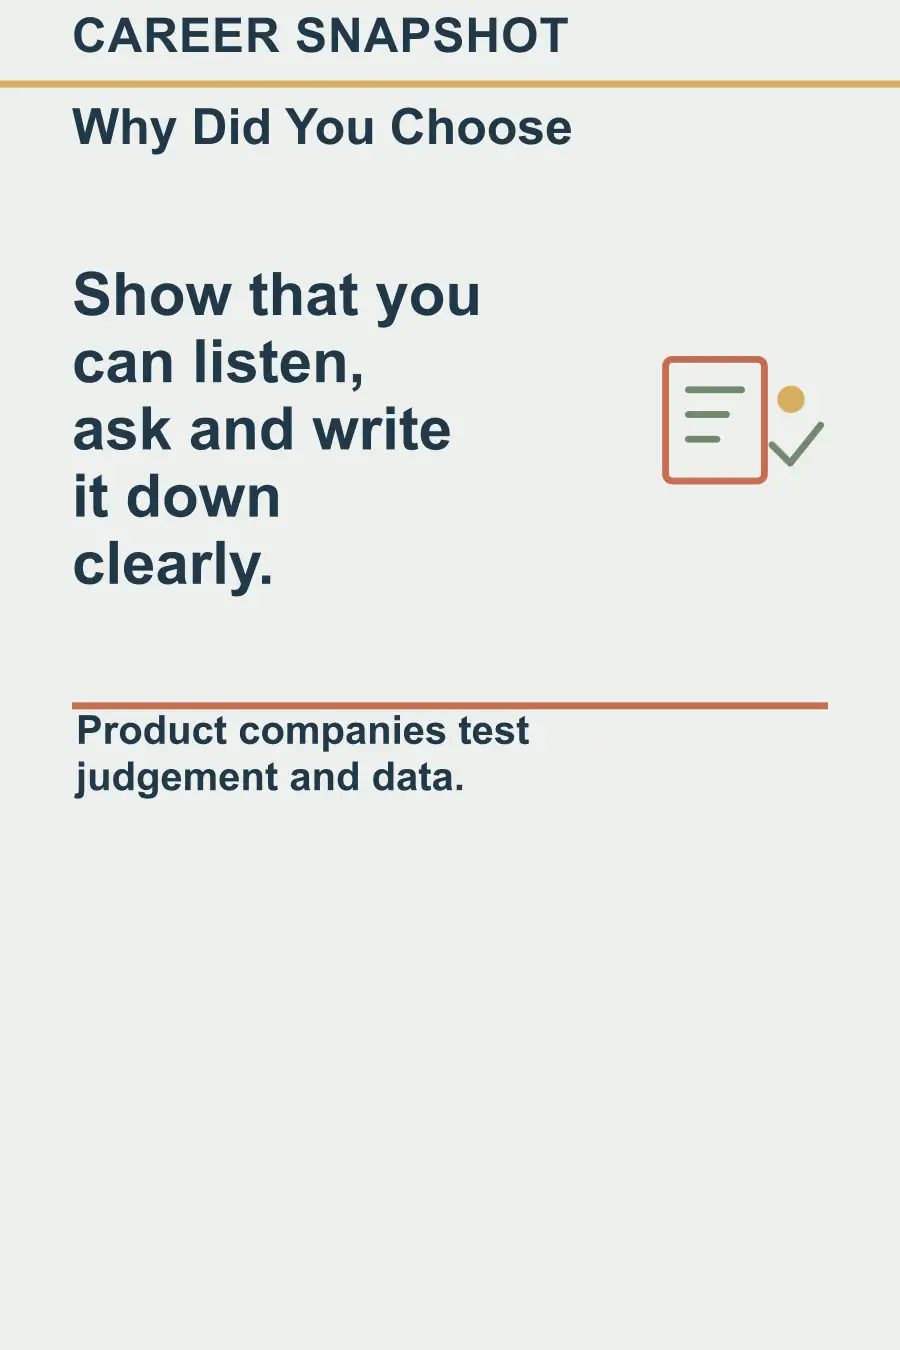 CAREER SNAPSHOT
Why Did You Choose
Show that you
can listen,
ask and write
it down
clearly.
Product companies test
judgement and data.